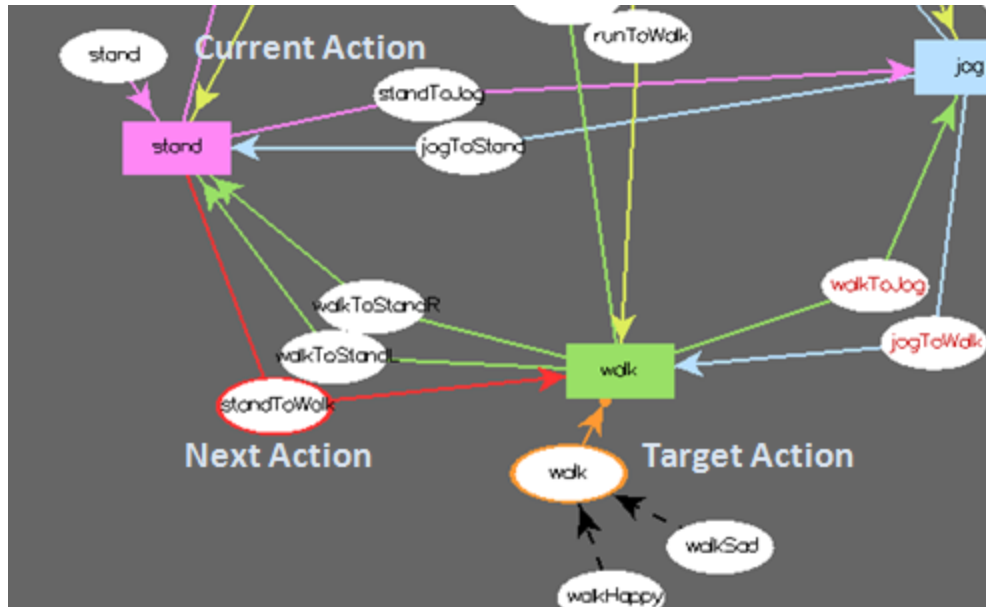 runToWalk
stand
Current Action
jog
standToJog
stand
jogToStand
walkToJog
walkToStandR
jogToWalk
walkToStandL
walk
standToWalk
Next Action
Target Action
walk
walkSad
walkHappy